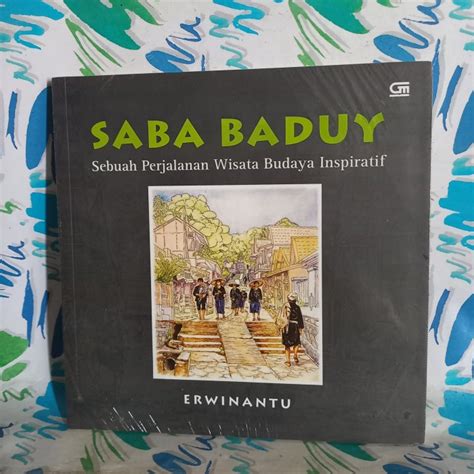 GM
SABA BADUY
Sebuah Perjalanan Wisata Budaya Inspiratif
ERWINANTU